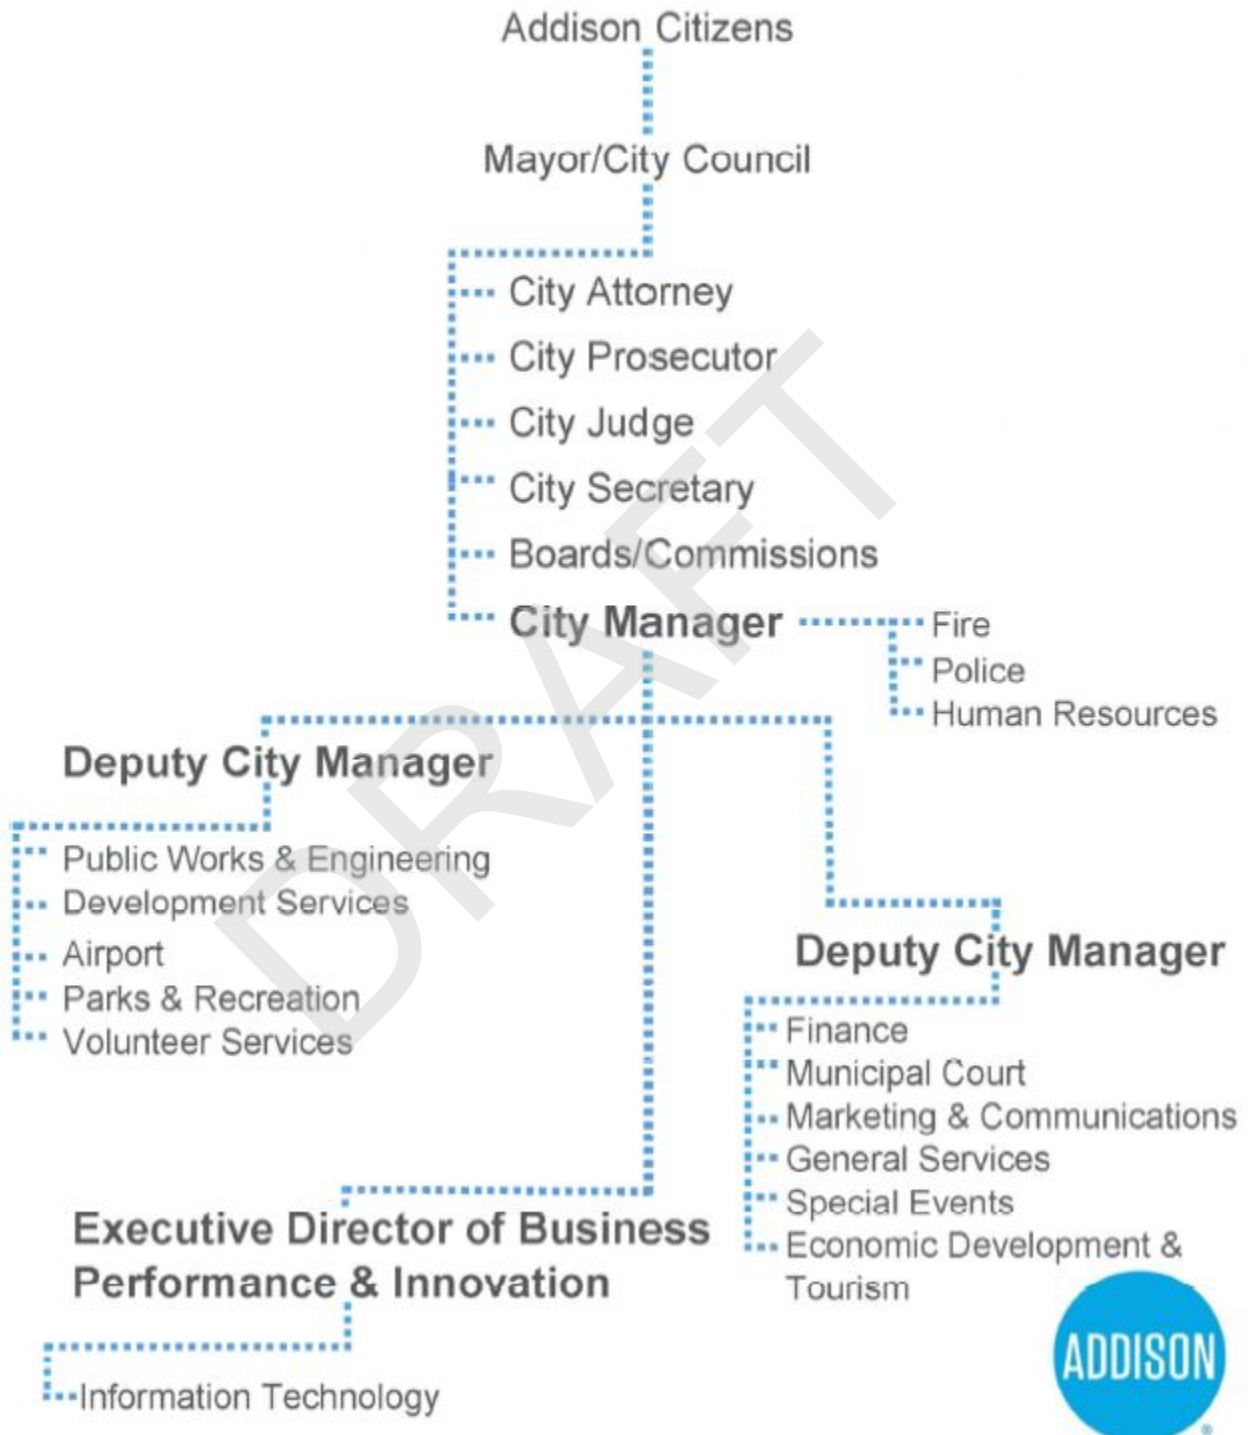 Addison Citizens
Mayor/City Council
City Attorney
City Prosecutor
City Judge
City Secretary
Boards/Commissions
City Manager
Fire
Police
Human Resources
Deputy City Manager
Public Works & Engineering
Development Services
Airport
Parks & Recreation
Volunteer Services
Deputy City Manager
Finance
Municipal Court
Marketing & Communications
General Services
Special Events
Economic Development &
Tourism
Executive Director of Business
Performance & Innovation
Information Technology
ADDISON
®
DRAFT